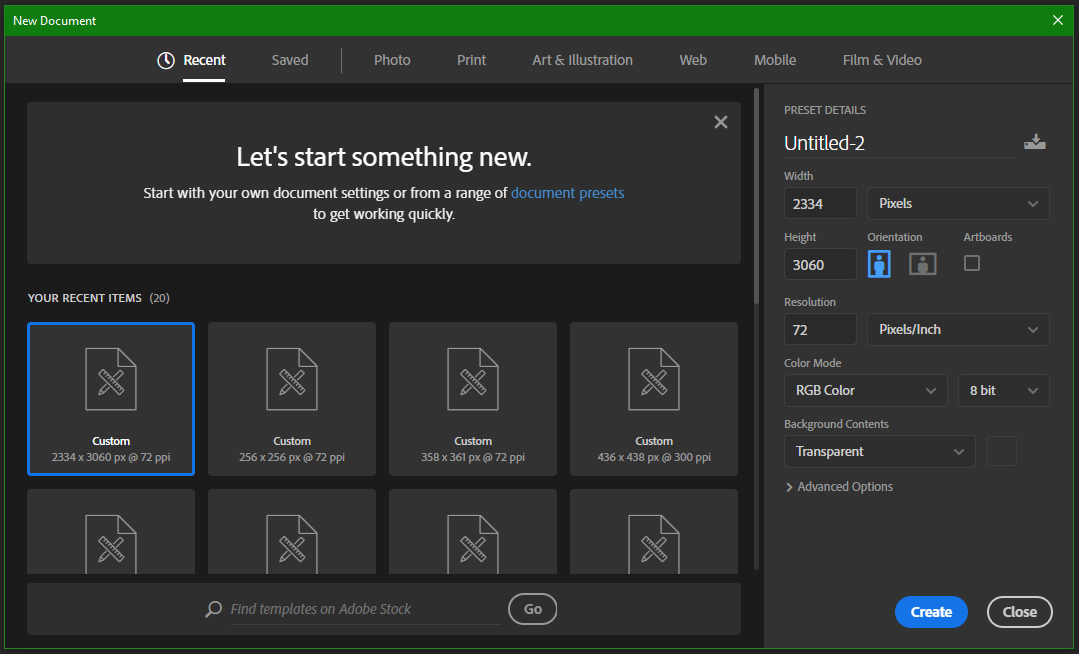 New Document
Recent
Saved
Photo
Print
Art & Illustration
Web
Mobile
Film & Video
Let's start something new.
Start with your own document settings or from a range of document presets
to get working quickly.
YOUR RECENT ITEMS (20)
Custom
2334 x 3060 px @ 72 ppi
Custom
256 x 256 px @ 72 ppi
Custom
358 x 361 px @ 72 ppi
Custom
436 x 438 px @ 300 ppi
Find templates on Adobe Stock
Go
PRESET DETAILS
Untitled-2
Width
2334
Pixels
Height
Orientation
Artboards
3060
Resolution
72
Pixels/Inch
Color Mode
RGB Color
8 bit
Background Contents
Transparent
Advanced Options
Create
Close